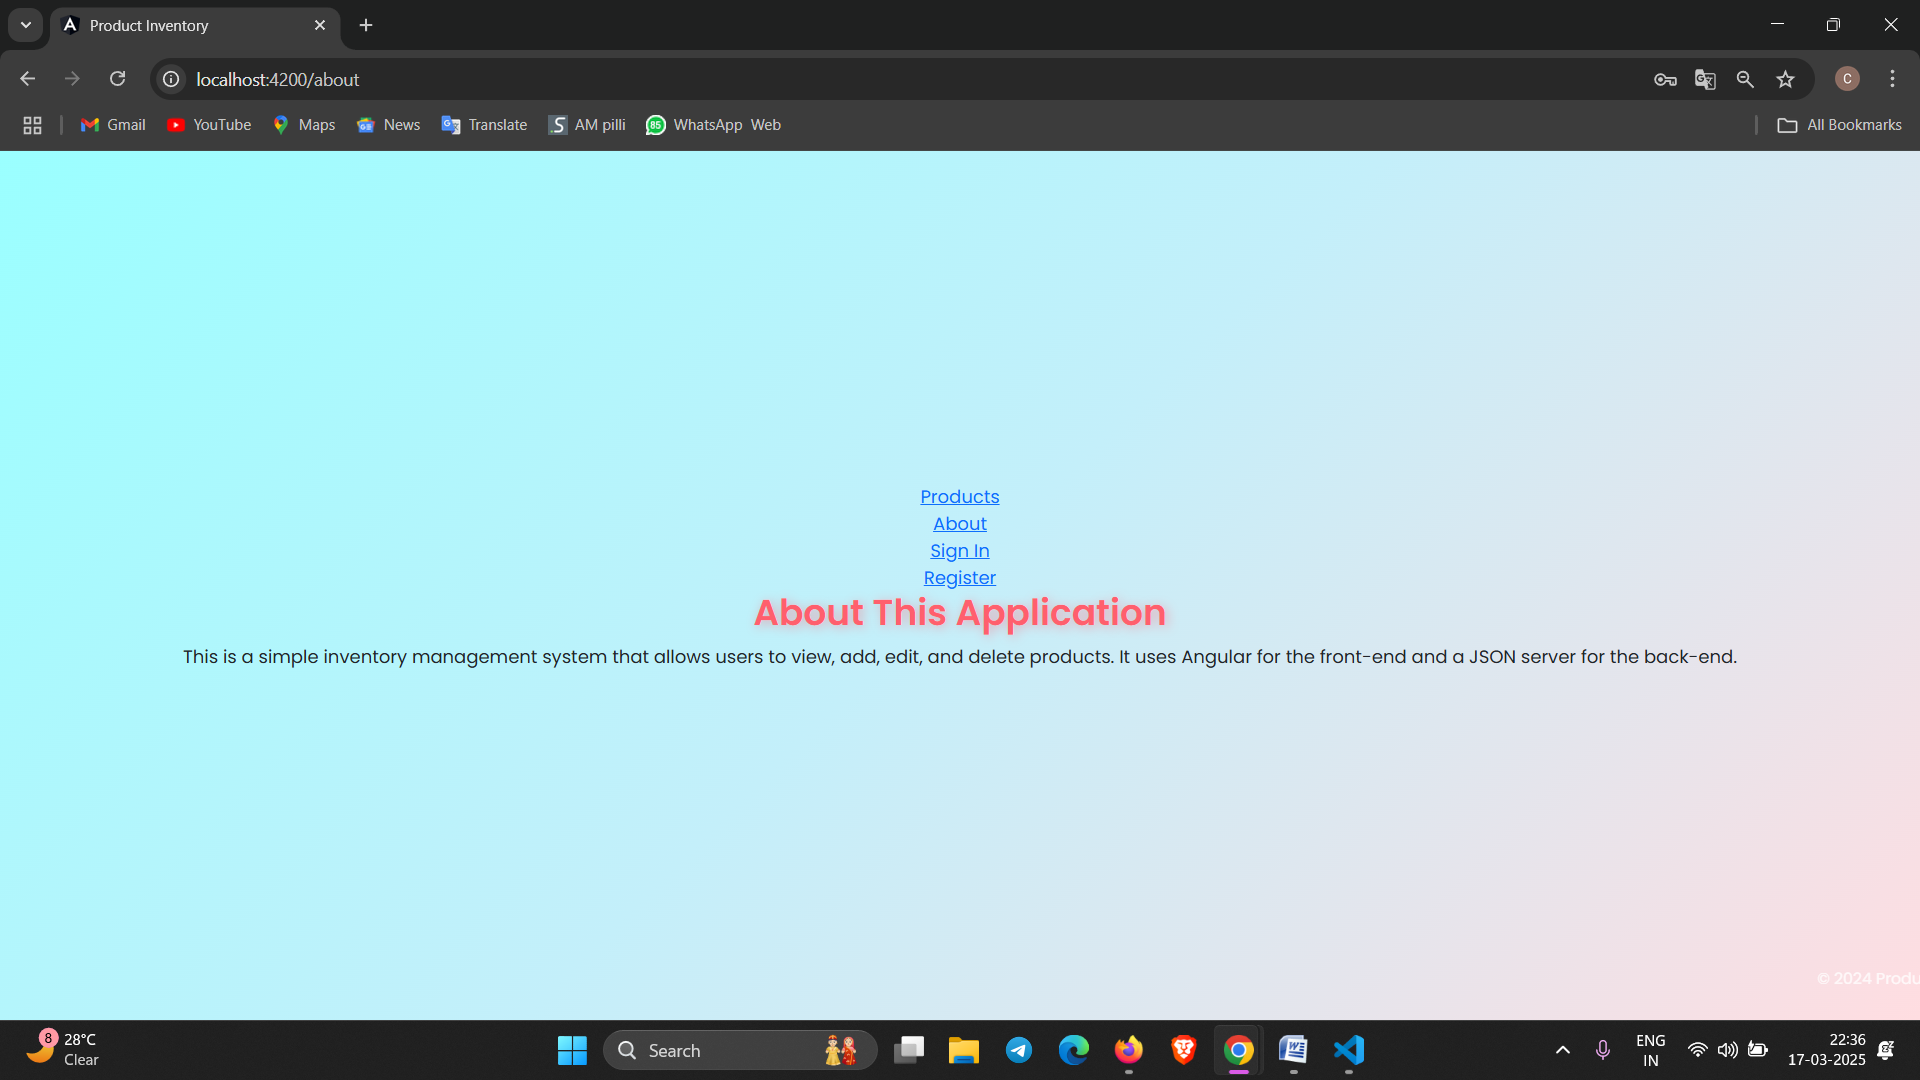 Product Inventory
localhost:4200/about
Gmail
YouTube
Maps
News
Translate
AM pilli
85
WhatsApp Web
All Bookmarks
C
Products
About
Sign In
Register
About This Application
This is a simple inventory management system that allows users to view, add, edit, and delete products. It uses Angular for the front-end and a JSON server for the back-end.
© 2024 Produ
8
28°C
Clear
Search
ENG
IN
22:36
17-03-2025